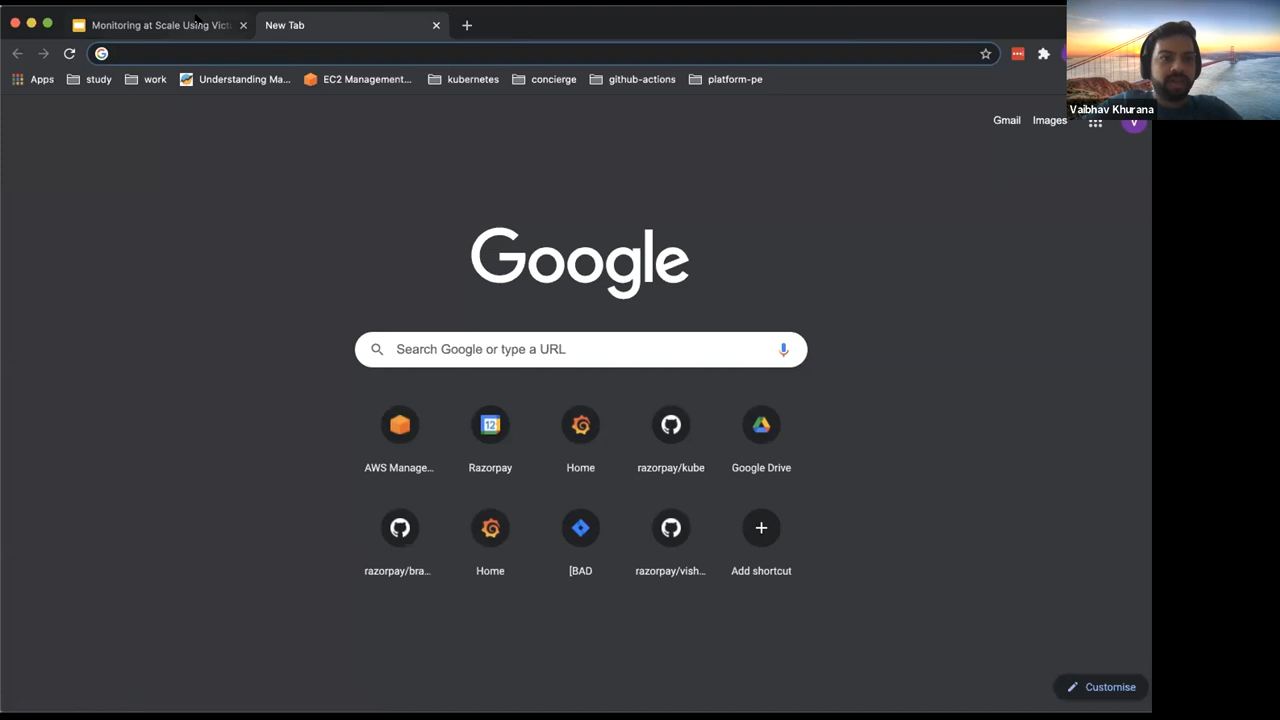 Monitoring at Scale Using Vict
New Tab
Apps study work Understanding Ma... EC2 Management... kubernetes concierge github-actions platform-pe
Vaibhav Khurana
Gmail Images
V
Google
Search Google or type a URL
12
AWS Manage... Razorpay Home razorpay/kube Google Drive
razorpay/bra... Home [BAD razorpay/vish... Add shortcut
Customise